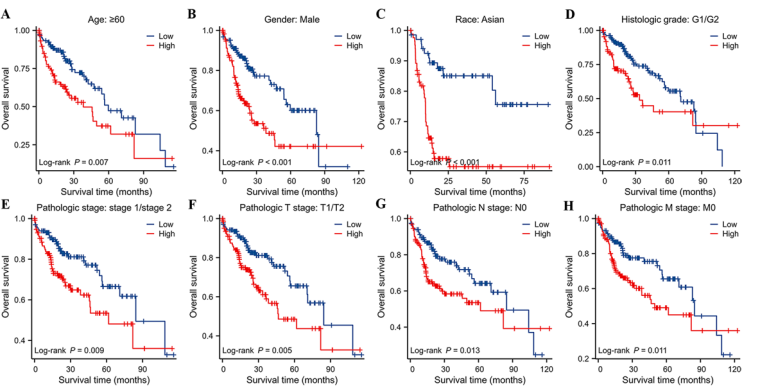 A
Age: ≥60
Overall survival
1.00
0.75
0.50
0.25
Low
High
Log-rank P = 0.007
0 30 60 90
Survival time (months)
B
Gender: Male
Overall survival
1.0
0.8
0.6
0.4
Low
High
Log-rank P < 0.001
0 30 60 90 120
Survival time (months)
C
Race: Asian
Overall survival
1.0
0.9
0.8
0.7
0.6
Low
High
Log-rank P < 0.001
0 25 50 75
Survival time (months)
D
Histologic grade: G1/G2
Overall survival
1.00
0.75
0.50
0.25
0.00
Low
High
Log-rank P = 0.011
0 30 60 90 120
Survival time (months)
E
Pathologic stage: stage 1/stage 2
Overall survival
1.0
0.8
0.6
0.4
Low
High
Log-rank P = 0.009
0 30 60 90
Survival time (months)
F
Pathologic T stage: T1/T2
Overall survival
1.0
0.8
0.6
0.4
Low
High
Log-rank P = 0.005
0 30 60 90
Survival time (months)
G
Pathologic N stage: N0
Overall survival
1.0
0.8
0.6
0.4
Low
High
Log-rank P = 0.013
0 30 60 90 120
Survival time (months)
H
Pathologic M stage: M0
Overall survival
1.0
0.8
0.6
0.4
0.2
Low
High
Log-rank P = 0.011
0 30 60 90 120
Survival time (months)